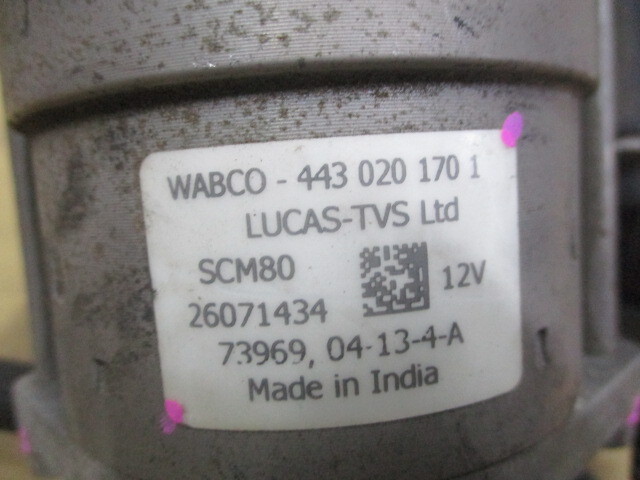 WABCO - 443 020 170 1
LUCAS-TVS Ltd
SCM80
12V
26071434
73969, 04-13-4-A
Made in India